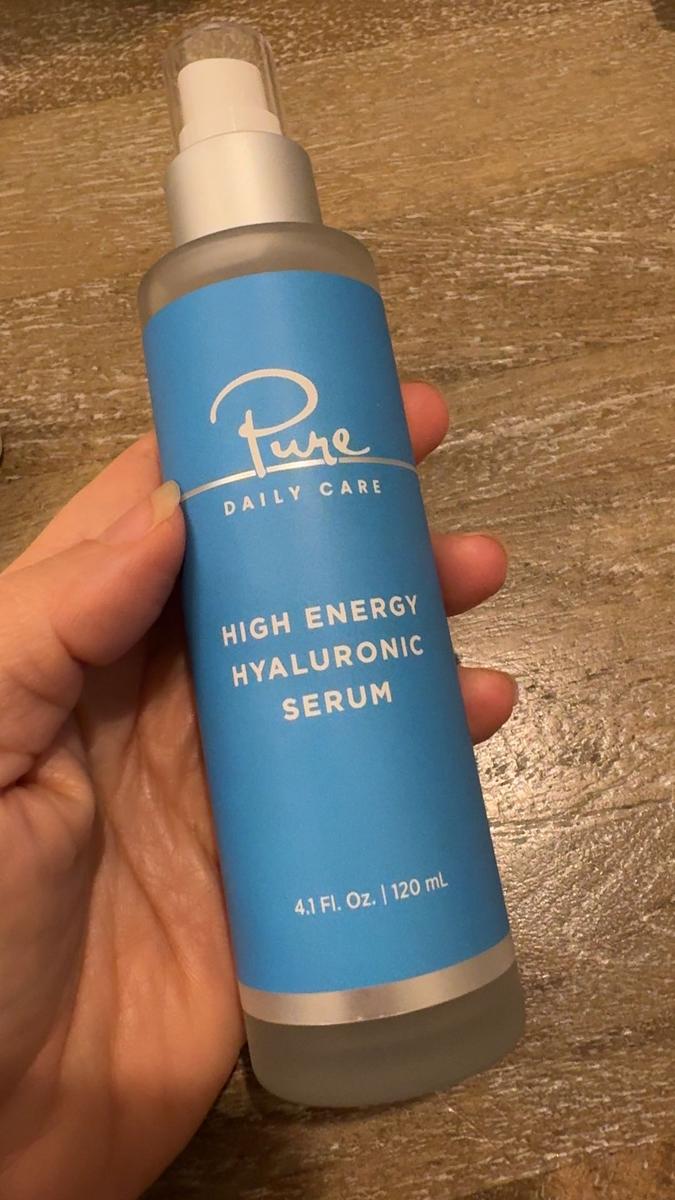 Pure
DAILY CARE
HIGH ENERGY
HYALURONIC
SERUM
4.1 Fl. Oz. | 120 mL